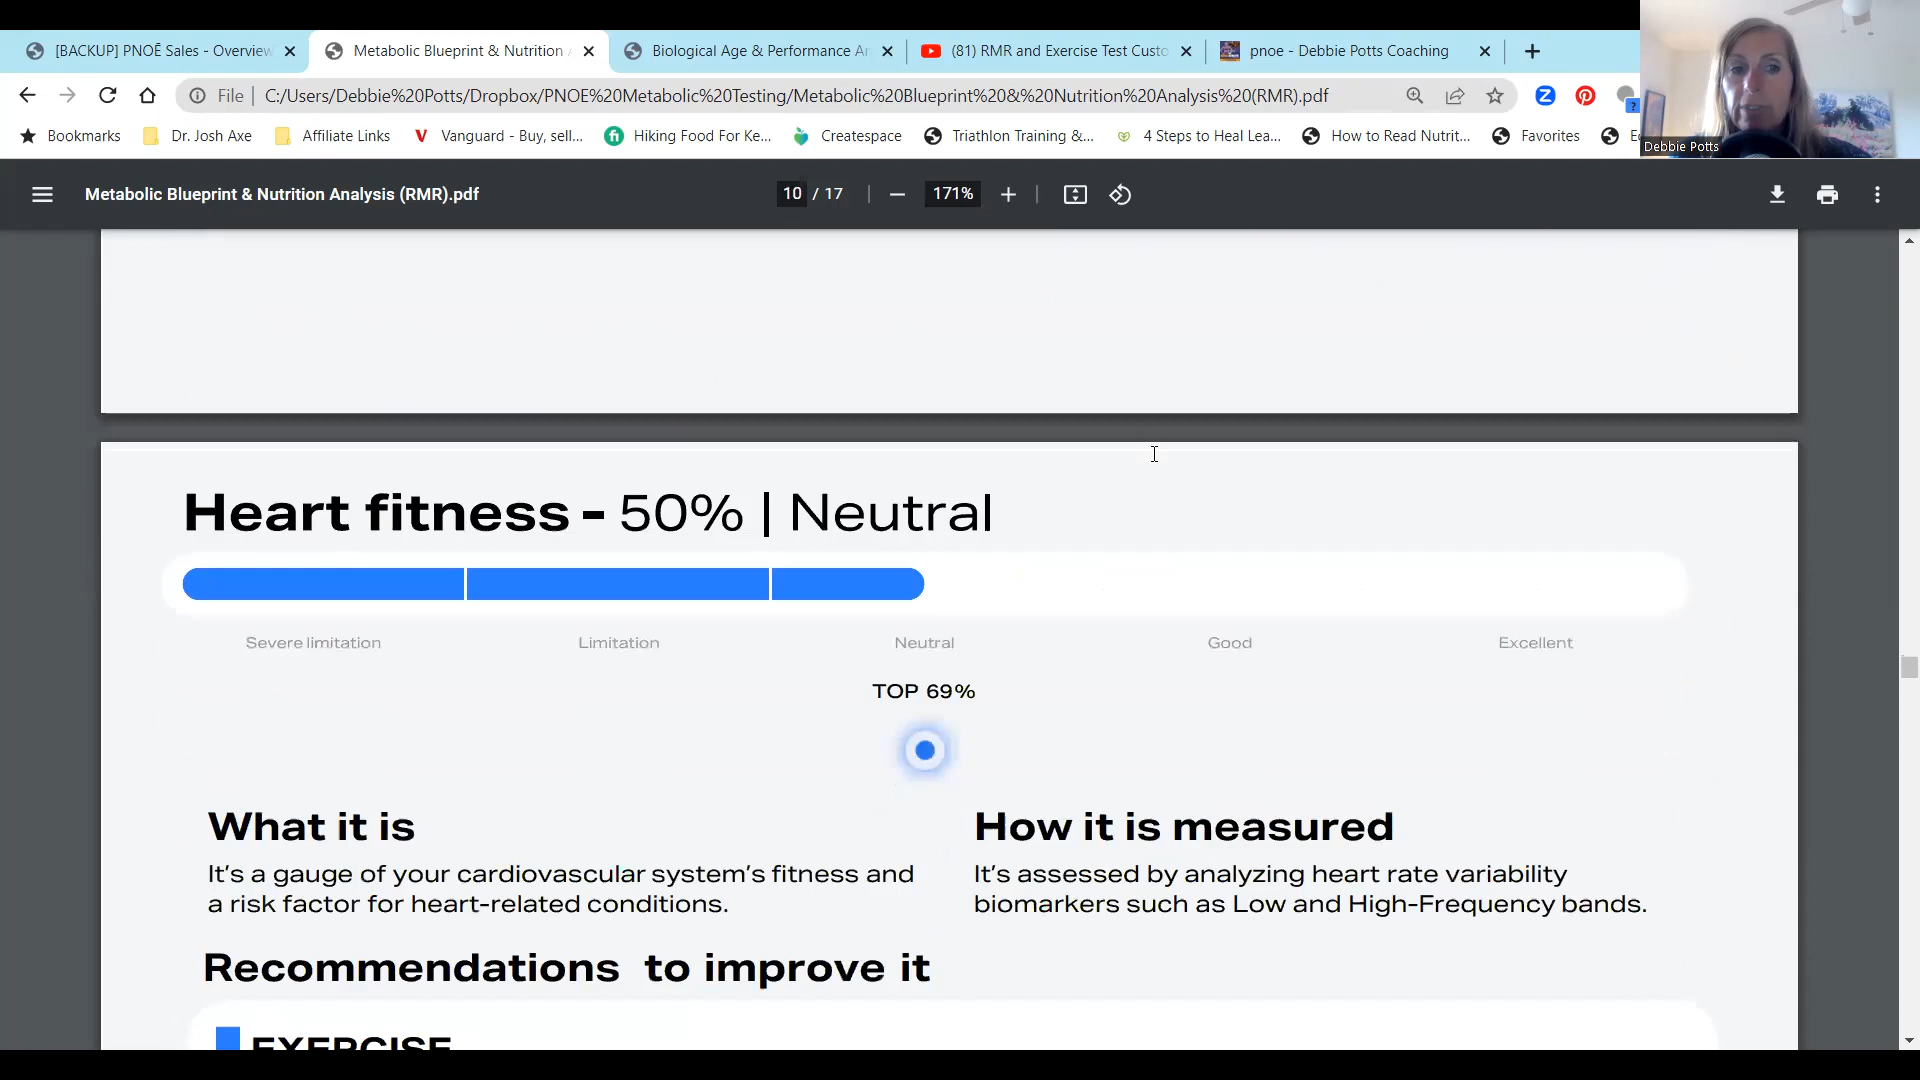 [BACKUP] PNOĒ Sales - Overview
Metabolic Blueprint & Nutrition
Biological Age & Performance An
(81) RMR and Exercise Test Custo
pnoe - Debbie Potts Coaching
File
C:/Users/Debbie%20Potts/Dropbox/PNOE%20Metabolic%20Testing/Metabolic%20Blueprint%20&%20Nutrition%20Analysis%20(RMR).pdf
Bookmarks
Dr. Josh Axe
Affiliate Links
Vanguard - Buy, sell...
Hiking Food For Ke...
Createspace
Triathlon Training &...
4 Steps to Heal Lea...
How to Read Nutrit...
Favorites
Debbie Potts
Metabolic Blueprint & Nutrition Analysis (RMR).pdf
10 / 17
171%
Heart fitness - 50% | Neutral
Severe limitation
Limitation
Neutral
Good
Excellent
TOP 69%
What it is
It's a gauge of your cardiovascular system's fitness and
a risk factor for heart-related conditions.
How it is measured
It's assessed by analyzing heart rate variability
biomarkers such as Low and High-Frequency bands.
Recommendations to improve it
EXERCISE